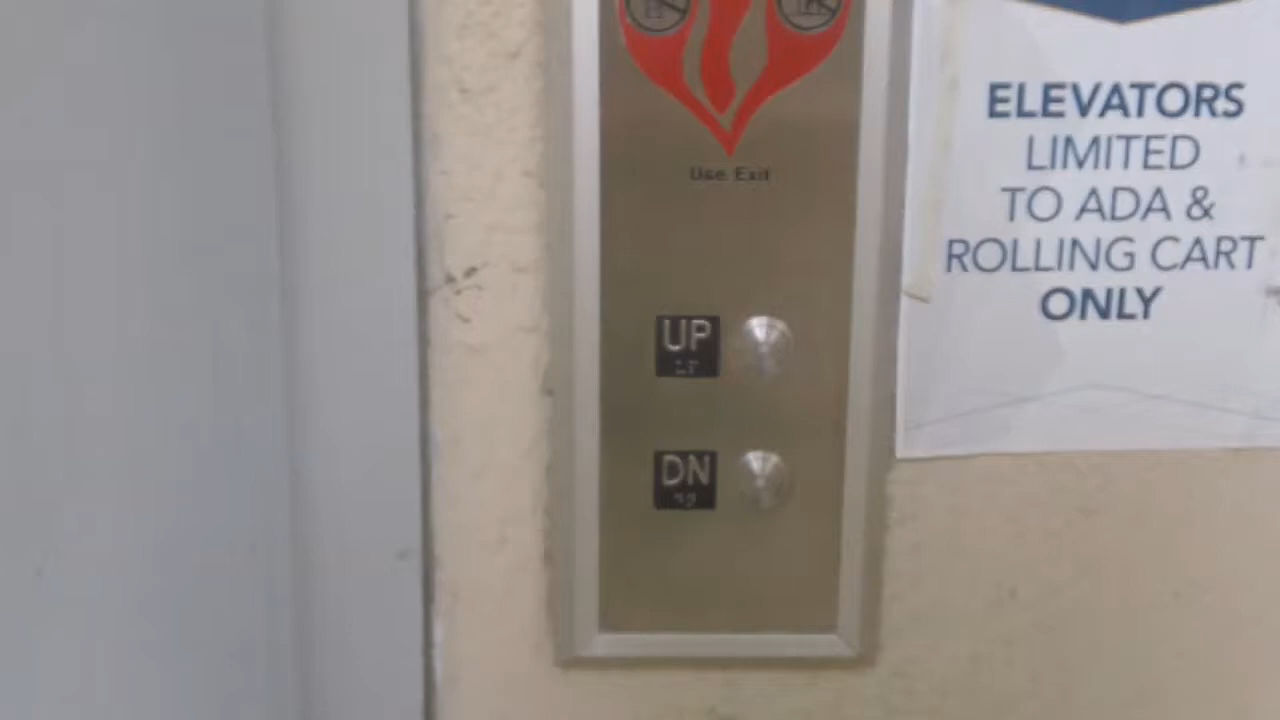 Use Exit
UP
DN
ELEVATORS
LIMITED
TO ADA &
ROLLING CART
ONLY